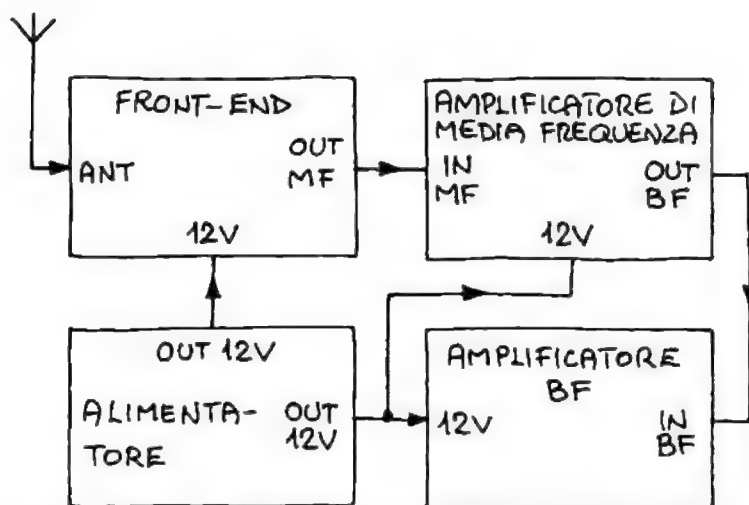 FRONT-END
ANT
OUT
MF
12V
AMPLIFICATORE DI
MEDIA FREQUENZA
IN
MF
OUT
BF
12V
OUT 12V
ALIMENTA-
TORE
OUT
12V
AMPLIFICATORE
BF
12V
IN
BF